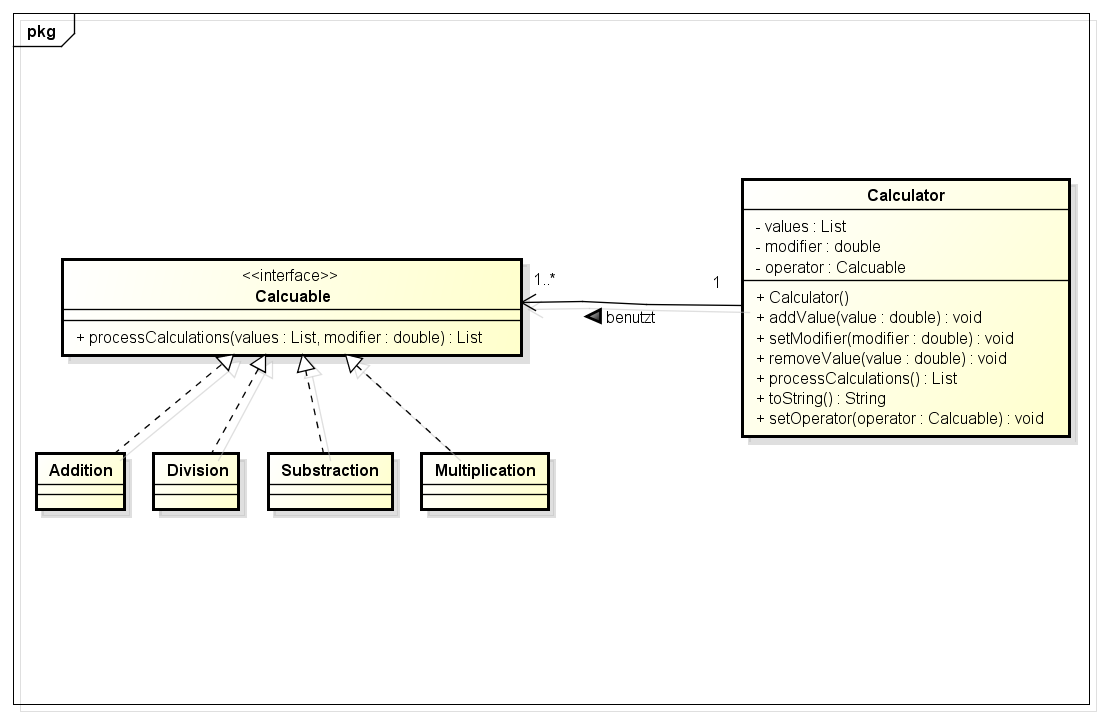 pkg
<<interface>>
Calcuable
+ processCalculations(values : List, modifier : double) : List
1..*
1
benutzt
Calculator
- values : List
- modifier : double
- operator : Calcuable
+ Calculator()
+ addValue(value : double) : void
+ setModifier(modifier : double) : void
+ removeValue(value : double) : void
+ processCalculations() : List
+ toString() : String
+ setOperator(operator : Calcuable) : void
Addition
Division
Substraction
Multiplication